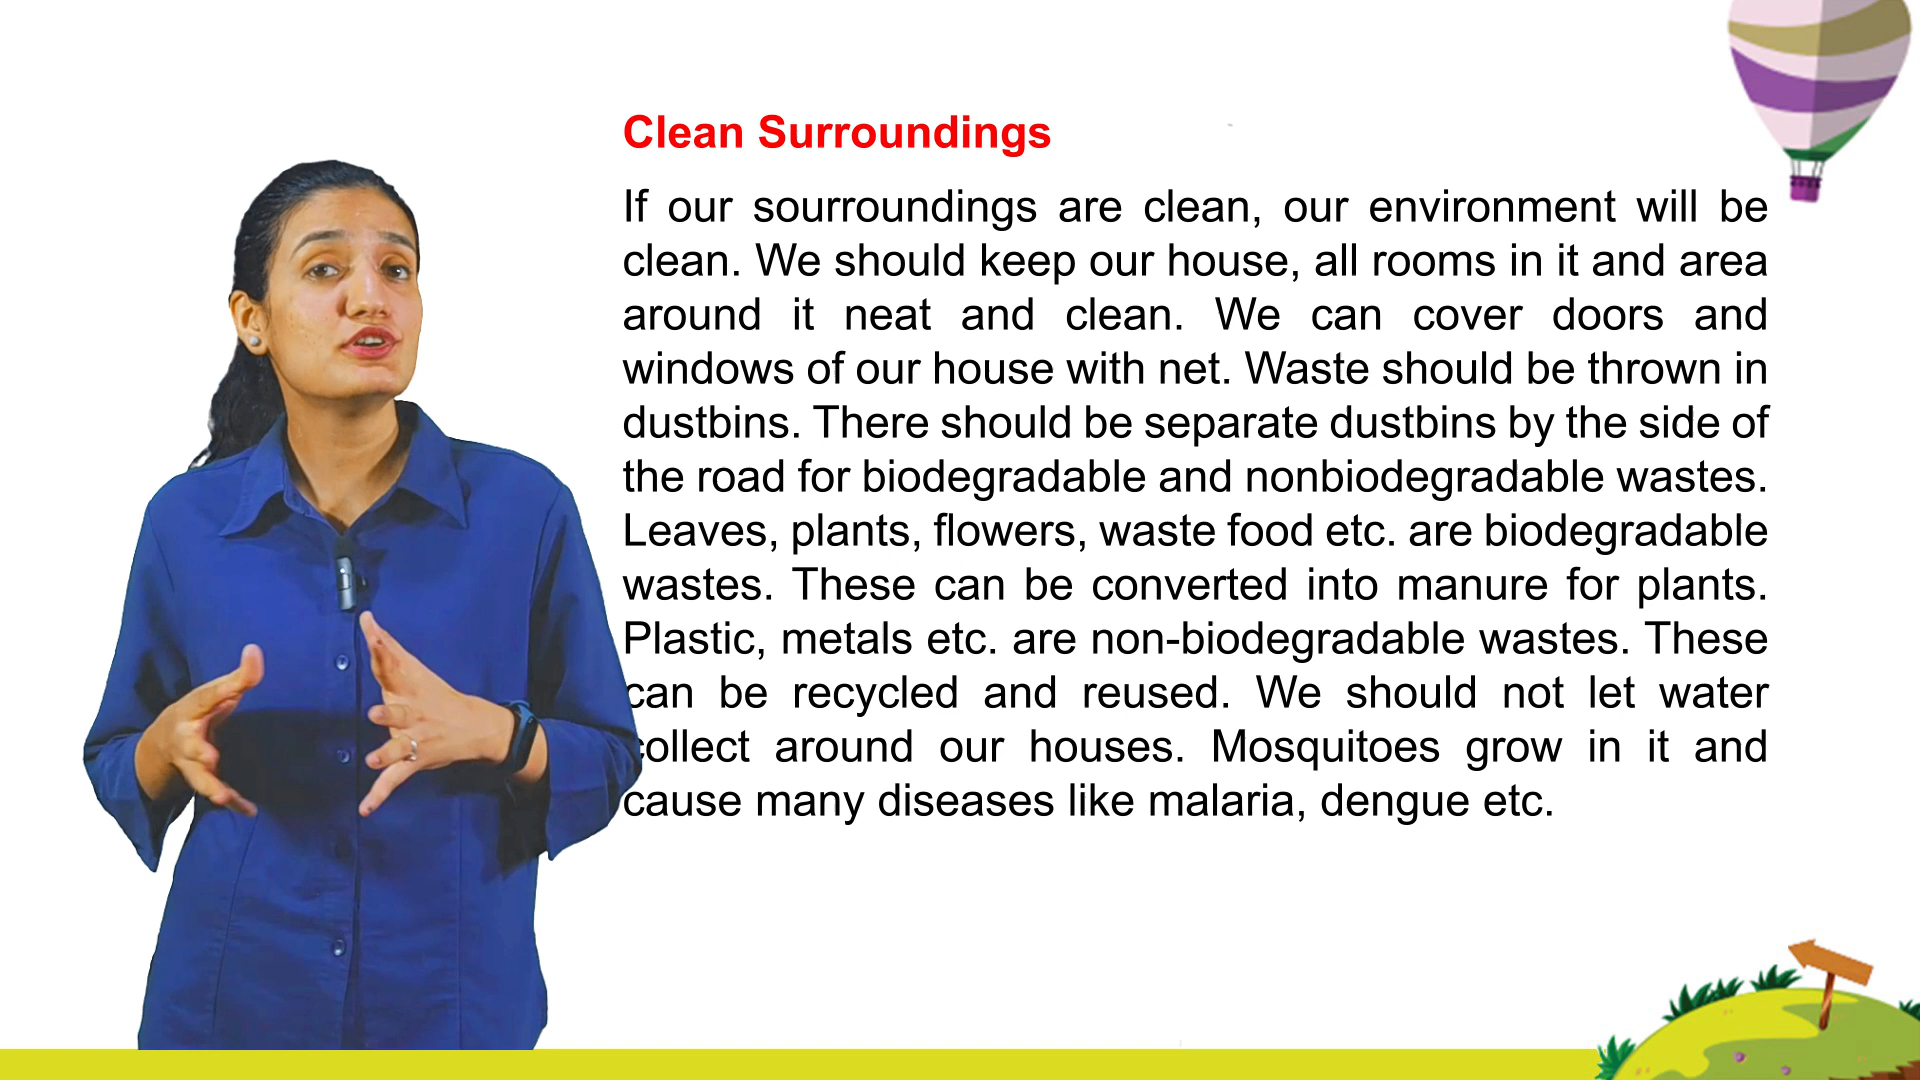 Clean Surroundings
If our sourroundings are clean, our environment will be
clean. We should keep our house, all rooms in it and area
around it neat and clean. We can cover doors and
windows of our house with net. Waste should be thrown in
dustbins. There should be separate dustbins by the side of
the road for biodegradable and nonbiodegradable wastes.
Leaves, plants, flowers, waste food etc. are biodegradable
wastes. These can be converted into manure for plants.
Plastic, metals etc. are non-biodegradable wastes. These
can be recycled and reused. We should not let water
collect around our houses. Mosquitoes grow in it and
cause many diseases like malaria, dengue etc.